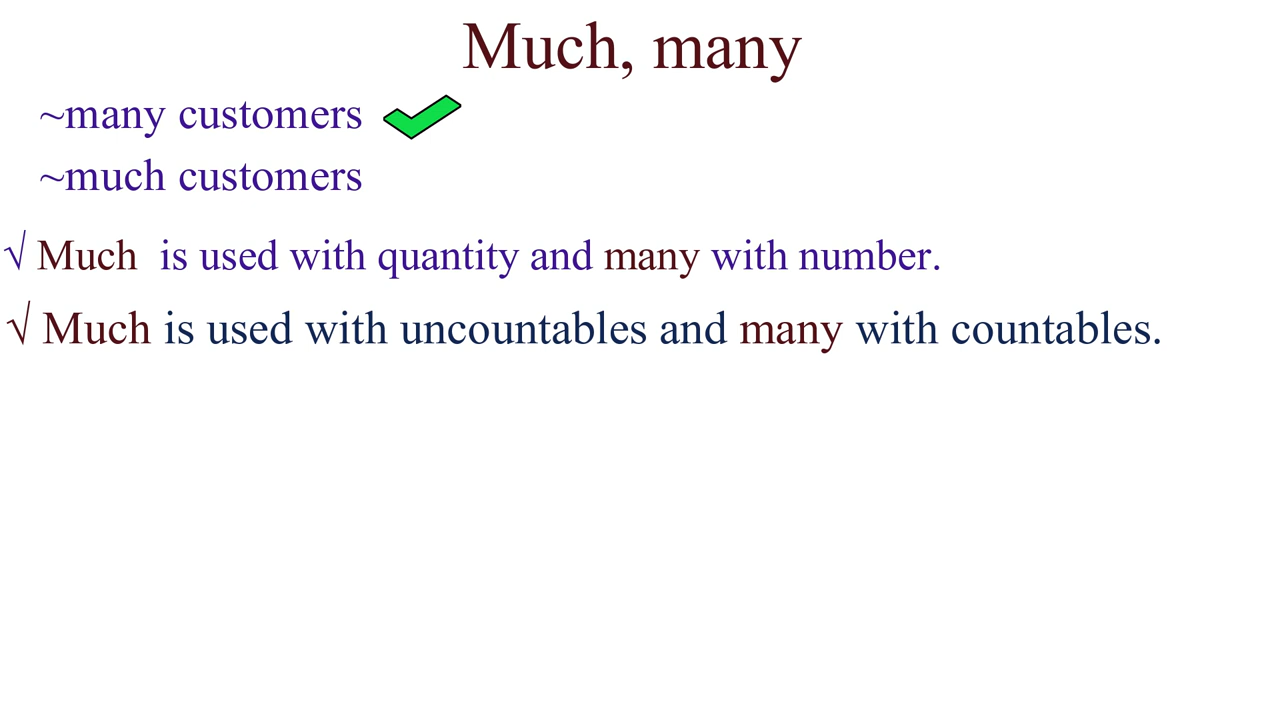 Much, many
~many customers
~much customers
√ Much is used with quantity and many with number.
√ Much is used with uncountables and many with countables.